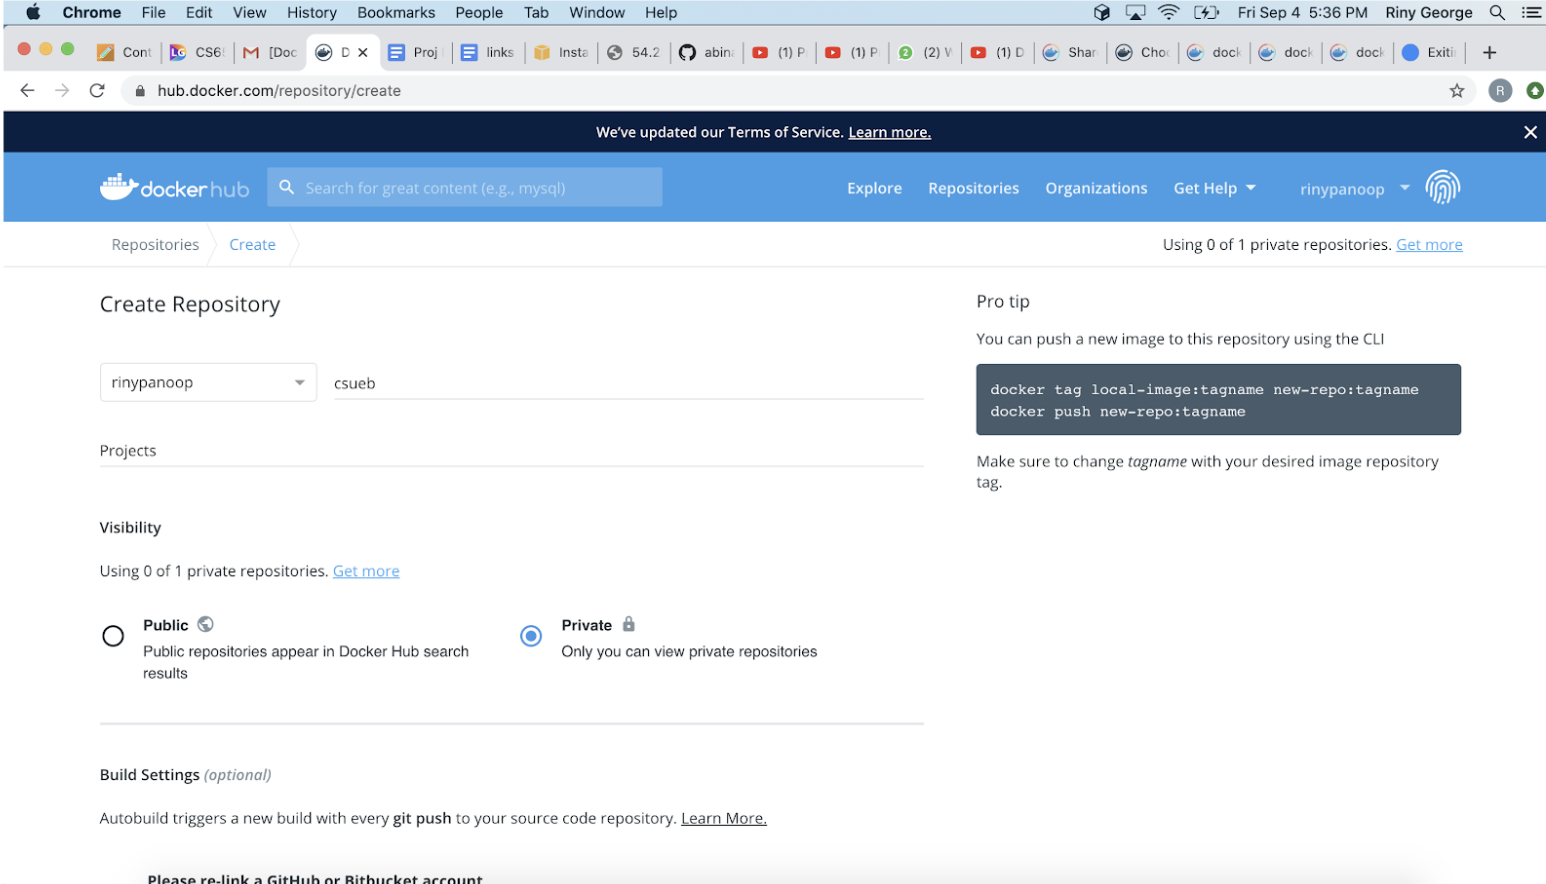 Chrome File Edit View History Bookmarks People Tab Window Help Fri Sep 4 5:36 PM Riny George
Cont CS65 [Doc D Proj links Insta 54.2 abina (1) P (1) P 2 (2) W (1) D Shar Choo dock dock dock Exitin
hub.docker.com/repository/create R
We've updated our Terms of Service. Learn more.
docker hub Search for great content (e.g., mysql) Explore Repositories Organizations Get Help rinypanoop
Repositories Create Using 0 of 1 private repositories. Get more
Create Repository
rinypanoop csueb
Projects
Visibility
Using 0 of 1 private repositories. Get more
Public
Public repositories appear in Docker Hub search
results
Private
Only you can view private repositories
Build Settings (optional)
Autobuild triggers a new build with every git push to your source code repository. Learn More.
Please re-link a GitHub or Bitbucket account
Pro tip
You can push a new image to this repository using the CLI
docker tag local-image:tagname new-repo:tagname
docker push new-repo:tagname
Make sure to change tagname with your desired image repository
tag.